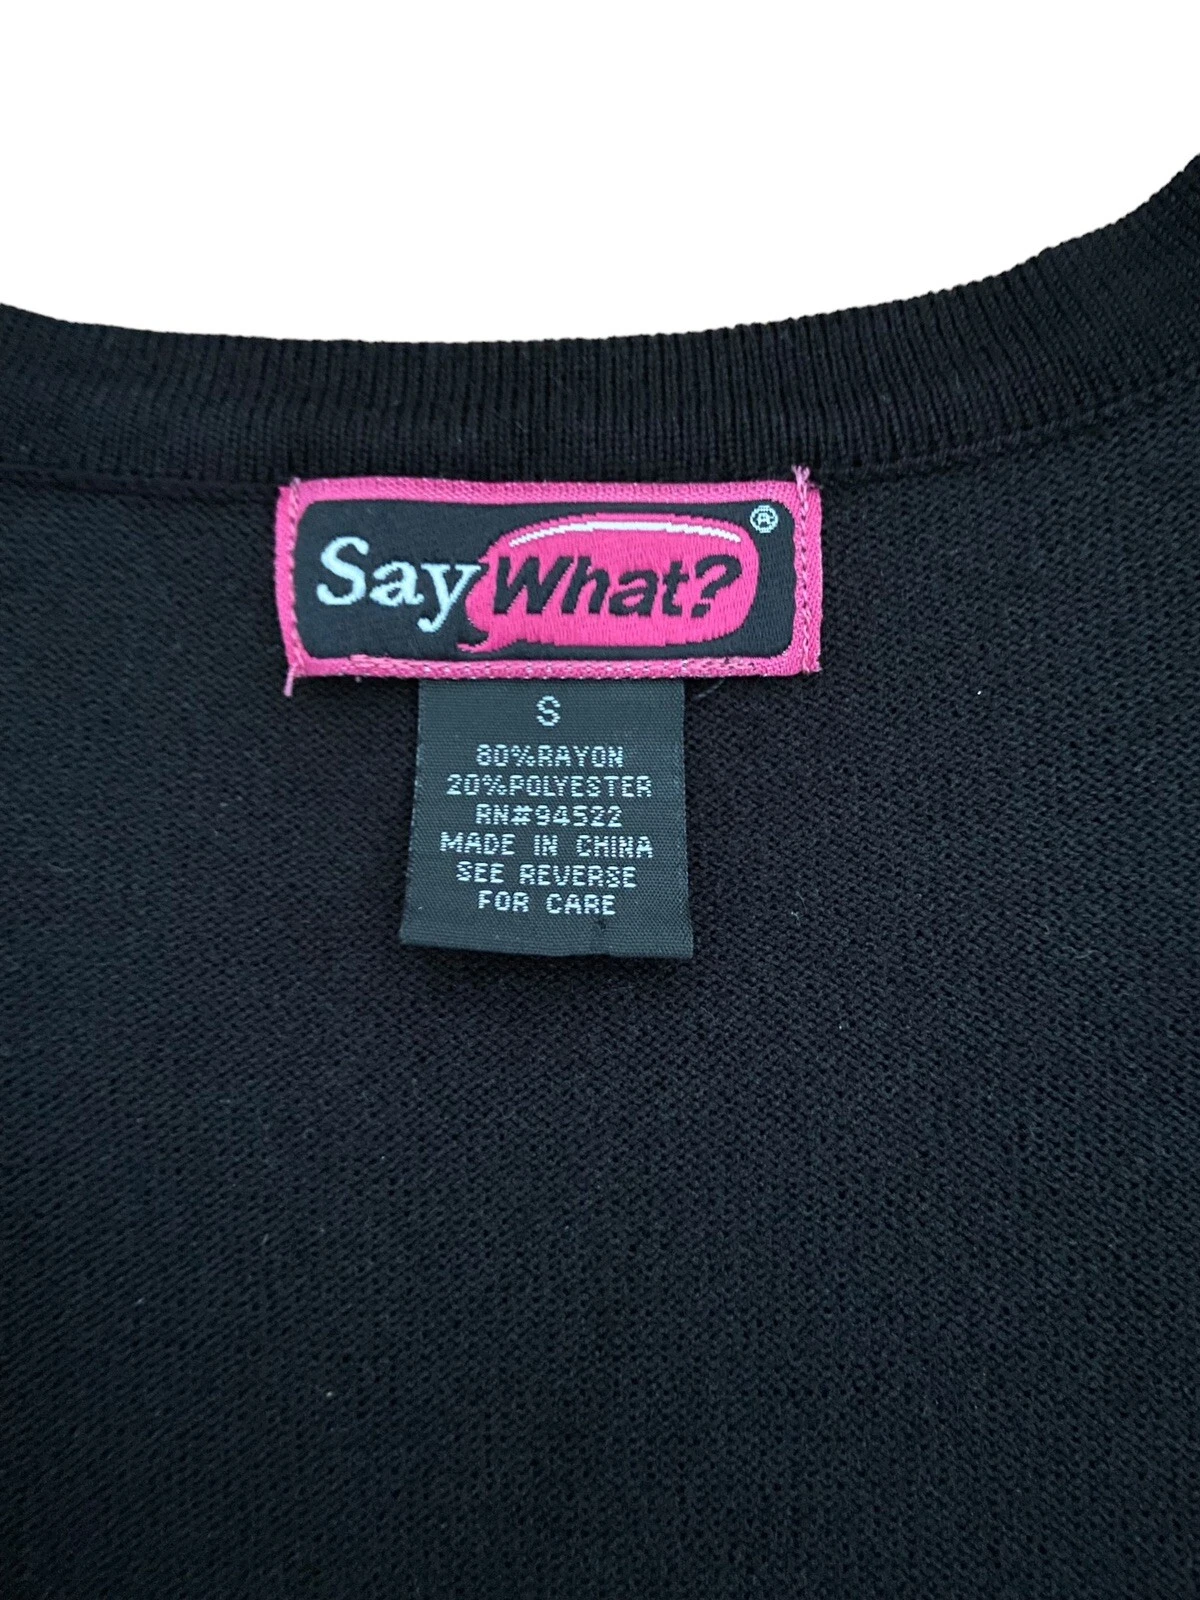 Say What? ®
S
80%RAYON
20%POLYESTER
RN#94522
MADE IN CHINA
SEE REVERSE
FOR CARE